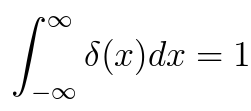 ∫_{-∞}^{∞} δ(x)dx = 1